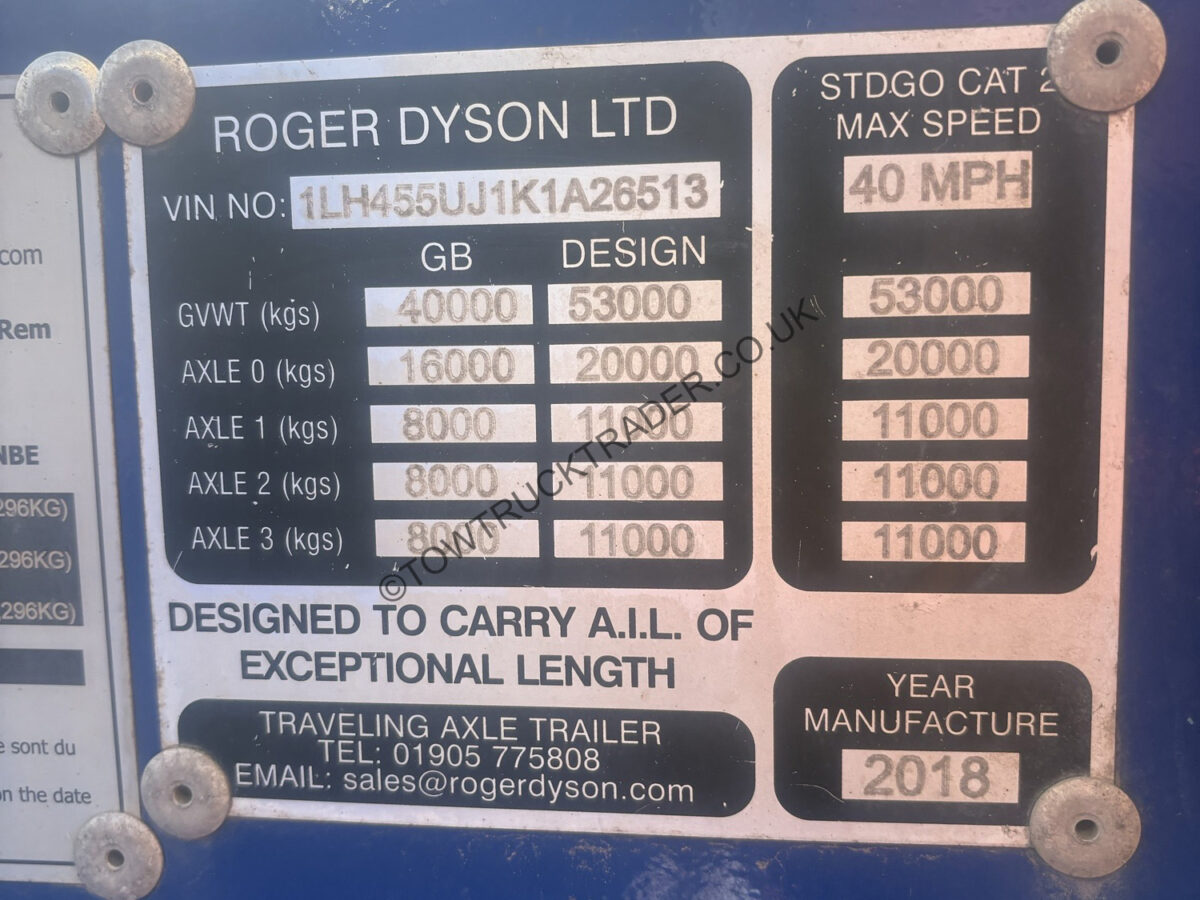 com
Rem
NBE
296KG)
296KG)
296KG)
e sont du
on the date
ROGER DYSON LTD
VIN NO: 1LH455UJ1K1A26513
GB DESIGN
GVWT (kgs) 40000 53000
AXLE 0 (kgs) 16000 20000
AXLE 1 (kgs) 8000 11000
AXLE 2 (kgs) 8000 11000
AXLE 3 (kgs) 8000 11000
STDGO CAT 2
MAX SPEED
40 MPH
53000
20000
11000
11000
11000
DESIGNED TO CARRY A.I.L. OF
EXCEPTIONAL LENGTH
TRAVELING AXLE TRAILER
TEL: 01905 775808
EMAIL: sales@rogerdyson.com
YEAR
MANUFACTURE
2018
©TOWTRUCKTRADER.CO.UK